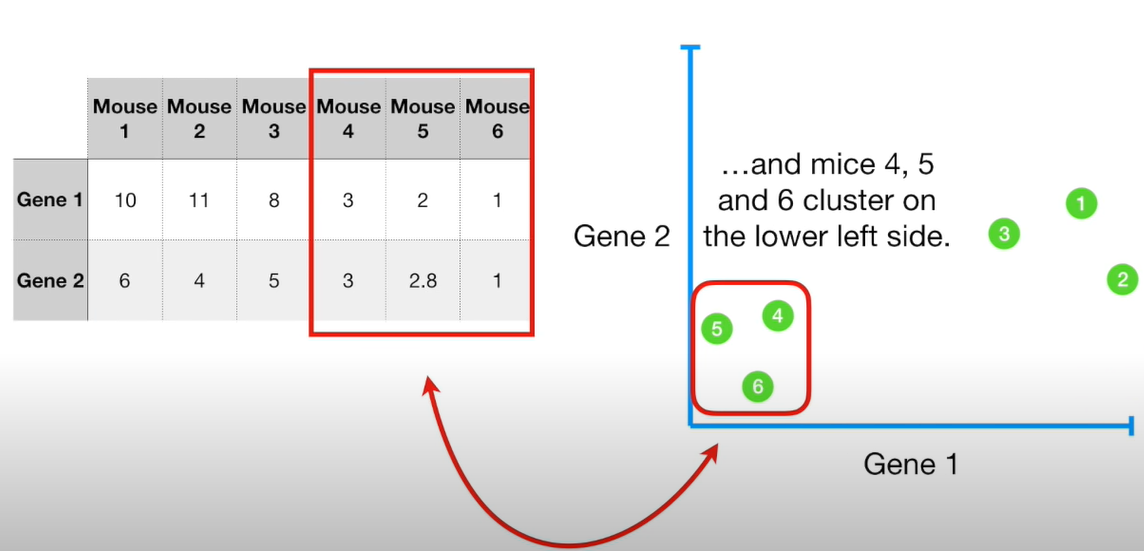 Mouse 1 Mouse 2 Mouse 3 Mouse 4 Mouse 5 Mouse 6
Gene 1 10 11 8 3 2 1
Gene 2 6 4 5 3 2.8 1
…and mice 4, 5
and 6 cluster on
the lower left side.
Gene 2
1
3
2
4
5
6
Gene 1